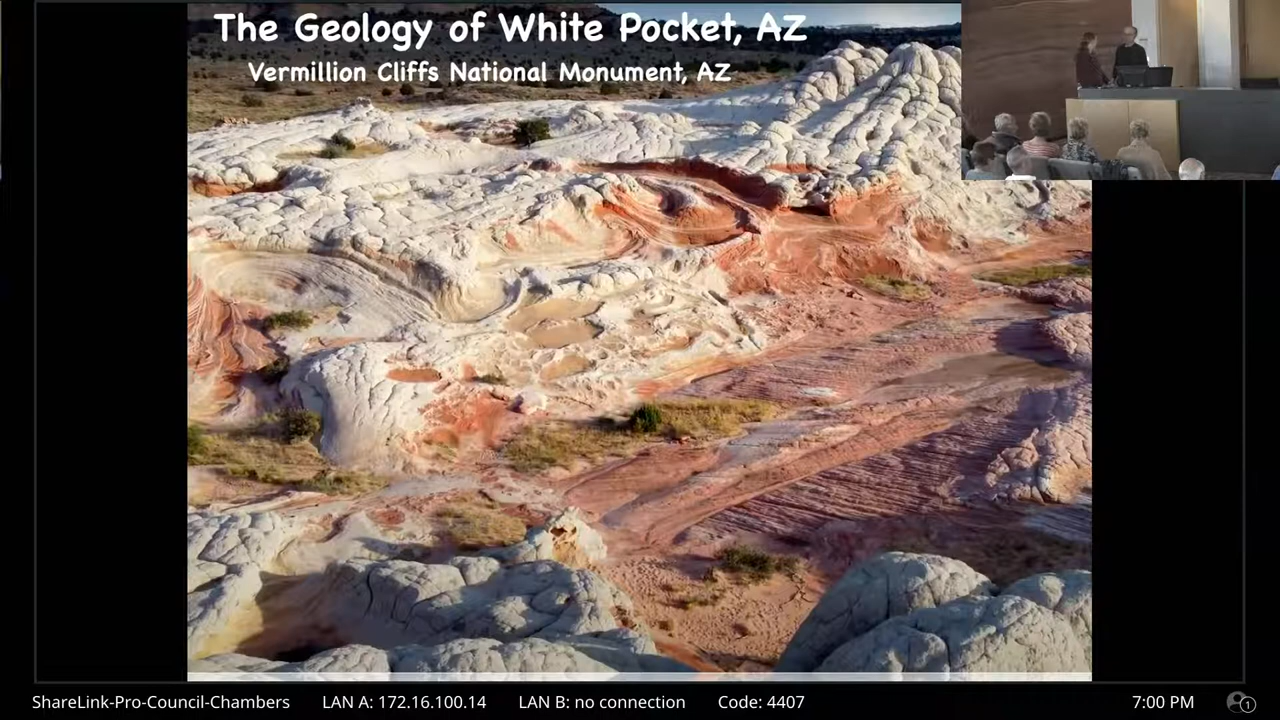 The Geology of White Pocket, AZ
Vermillion Cliffs National Monument, AZ
ShareLink-Pro-Council-Chambers LAN A: 172.16.100.14 LAN B: no connection Code: 4407 7:00 PM 1